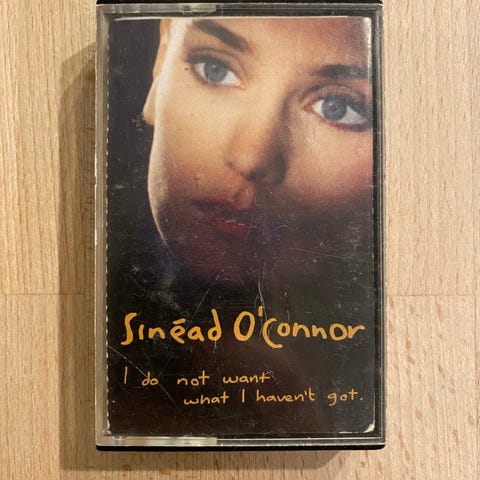 Sinéad O'Connor
I do not want
what I haven't got.